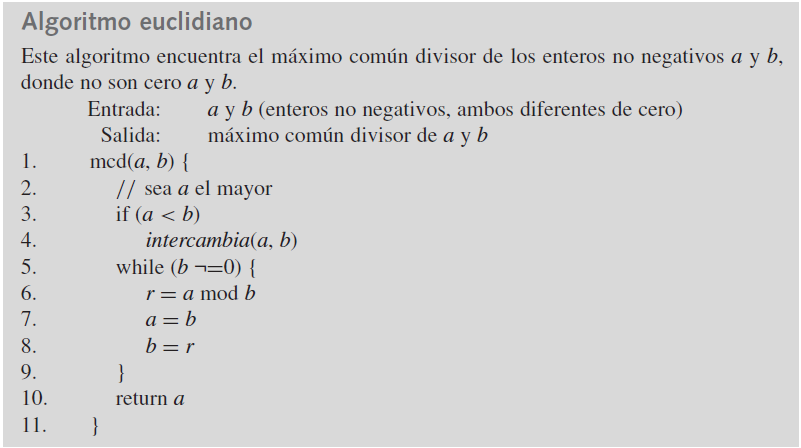 Algoritmo euclidiano
Este algoritmo encuentra el máximo común divisor de los enteros no negativos a y b,
donde no son cero a y b.
Entrada: a y b (enteros no negativos, ambos diferentes de cero)
Salida: máximo común divisor de a y b
1. mcd(a, b) {
2. // sea a el mayor
3. if (a < b)
4. intercambia(a, b)
5. while (b ¬=0) {
6. r = a mod b
7. a = b
8. b = r
9. }
10. return a
11. }